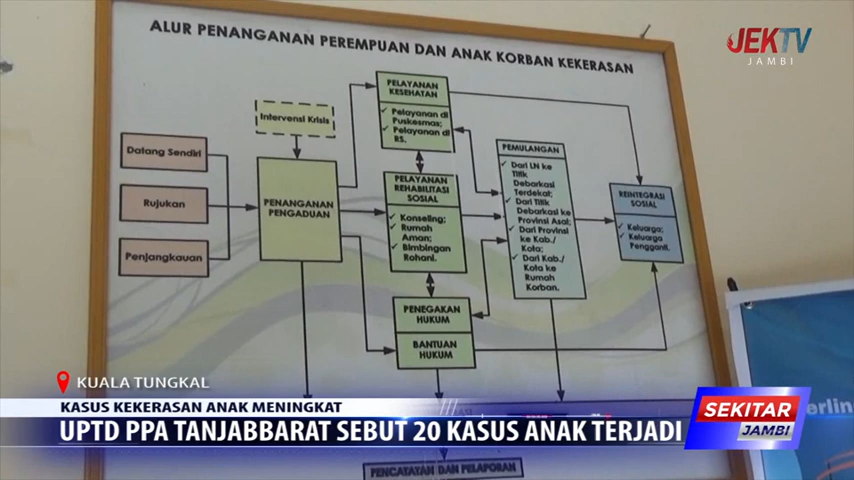 ALUR PENANGANAN PEREMPUAN DAN ANAK KORBAN KEKERASAN
JEKTV
JAMBI
Intervensi Krisis
Datang Sendiri
Rujukan
Penjangkauan
PENANGANAN
PENGADUAN
PELAYANAN
KESEHATAN
✓ Pelayanan di
Puskesmas;
✓ Pelayanan di
RS.
PELAYANAN
REHABILITASI
SOSIAL
✓ Konseling;
✓ Rumah
Aman;
✓ Bimbingan
Rohani.
PENEGAKAN
HUKUM
BANTUAN
HUKUM
PEMULANGAN
✓ Dari LN ke
Titik
Debarkasi
Terdekat;
✓ Dari Titik
Debarkasi ke
Provinsi Asal;
✓ Dari Provinsi
ke Kab./
Kota;
✓ Dari Kab./
Kota ke
Rumah
Korban.
REINTEGRASI
SOSIAL
✓ Keluarga;
✓ Keluarga
Pengganti.
PENCATATAN DAN PELAPORAN
KUALA TUNGKAL
KASUS KEKERASAN ANAK MENINGKAT
UPTD PPA TANJABBARAT SEBUT 20 KASUS ANAK TERJADI
SEKITAR
JAMBI